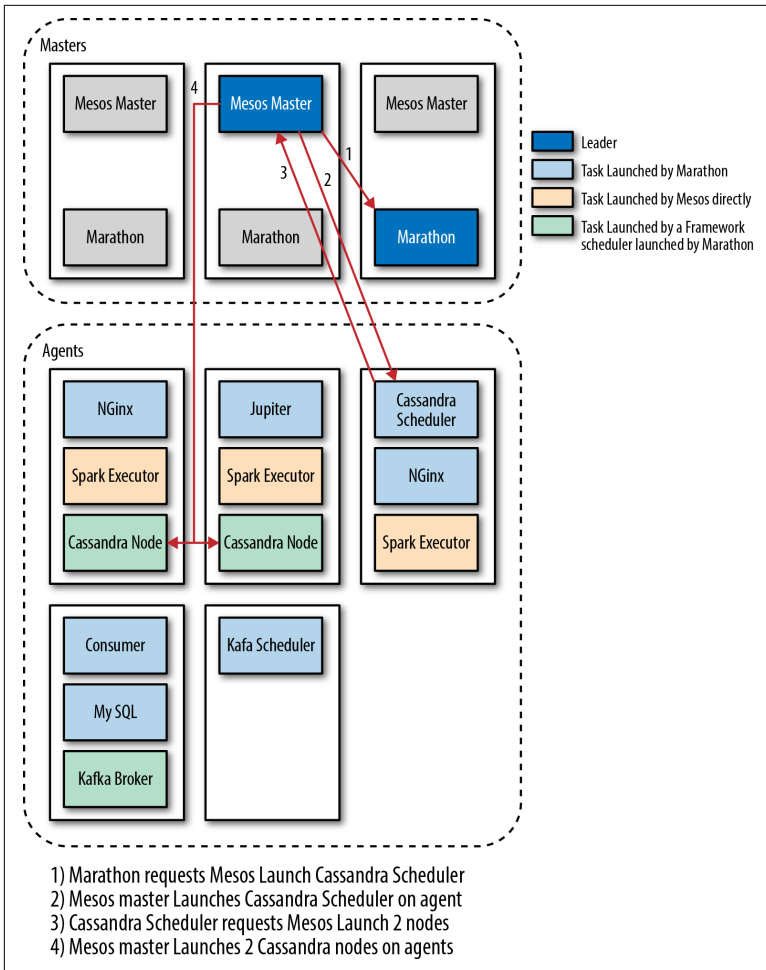 Masters
Mesos Master
4
Mesos Master
Mesos Master
3
2
1
Marathon
Marathon
Marathon
Leader
Task Launched by Marathon
Task Launched by Mesos directly
Task Launched by a Framework
scheduler launched by Marathon
Agents
NGinx
Spark Executor
Cassandra Node
Jupiter
Spark Executor
Cassandra Node
Cassandra
Scheduler
NGinx
Spark Executor
Consumer
My SQL
Kafka Broker
Kafa Scheduler
1) Marathon requests Mesos Launch Cassandra Scheduler
2) Mesos master Launches Cassandra Scheduler on agent
3) Cassandra Scheduler requests Mesos Launch 2 nodes
4) Mesos master Launches 2 Cassandra nodes on agents